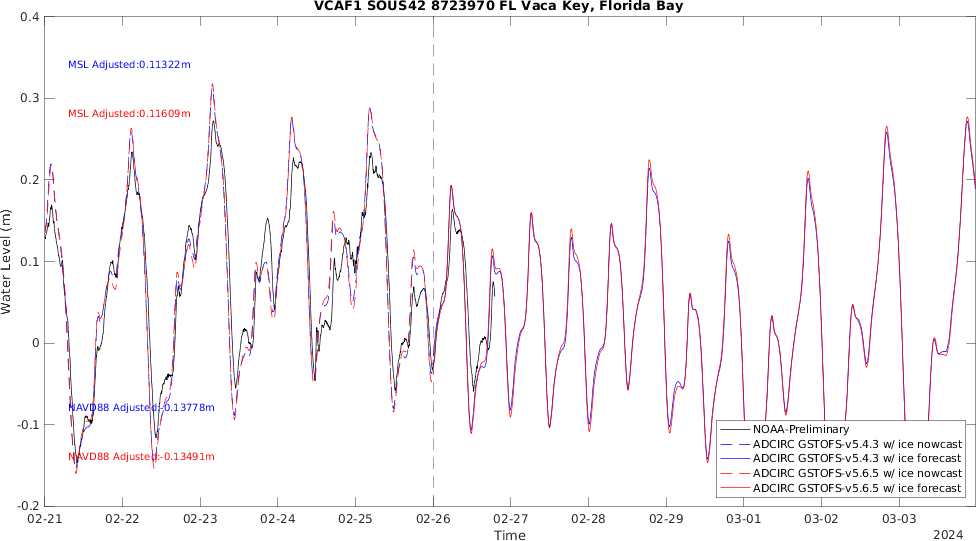 VCAF1 SOUS42 8723970 FL Vaca Key, Florida Bay
0.4
0.3
0.2
0.1
0
-0.1
-0.2
Water Level (m)
MSL Adjusted:0.11322m
MSL Adjusted:0.11609m
NAVD88 Adjusted:-0.13778m
NAVD88 Adjusted:-0.13491m
NOAA-Preliminary
ADCIRC GSTOFS-v5.4.3 w/ ice nowcast
ADCIRC GSTOFS-v5.4.3 w/ ice forecast
ADCIRC GSTOFS-v5.6.5 w/ ice nowcast
ADCIRC GSTOFS-v5.6.5 w/ ice forecast
02-21 02-22 02-23 02-24 02-25 02-26 02-27 02-28 02-29 03-01 03-02 03-03
Time
2024